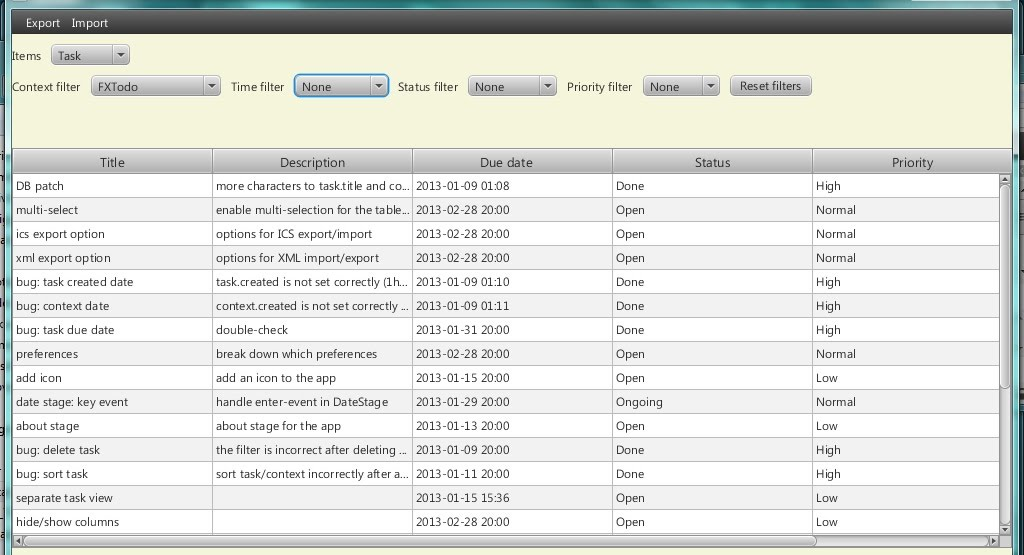 Export Import
Items Task
Context filter FXTodo Time filter None Status filter None Priority filter None Reset filters
Title Description Due date Status Priority
DB patch more characters to task.title and co... 2013-01-09 01:08 Done High
multi-select enable multi-selection for the table... 2013-02-28 20:00 Open Normal
ics export option options for ICS export/import 2013-02-28 20:00 Open Normal
xml export option options for XML import/export 2013-02-28 20:00 Open Normal
bug: task created date task.created is not set correctly (1h... 2013-01-09 01:10 Done High
bug: context date context.created is not set correctly ... 2013-01-09 01:11 Done High
bug: task due date double-check 2013-01-31 20:00 Done High
preferences break down which preferences 2013-02-28 20:00 Open Normal
add icon add an icon to the app 2013-01-15 20:00 Open Low
date stage: key event handle enter-event in DateStage 2013-01-29 20:00 Ongoing Normal
about stage about stage for the app 2013-01-13 20:00 Open Low
bug: delete task the filter is incorrect after deleting ... 2013-01-09 20:00 Done High
bug: sort task sort task/context incorrectly after a... 2013-01-11 20:00 Done High
separate task view 2013-01-15 15:36 Open Low
hide/show columns 2013-02-28 20:00 Open Low